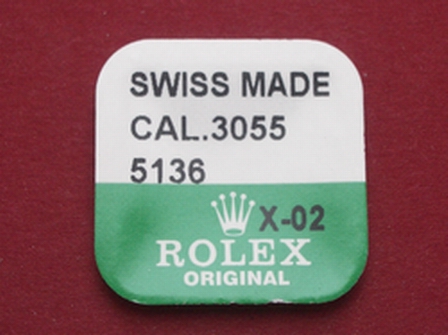 SWISS MADE
CAL.3055
5136
X-02
ROLEX
ORIGINAL